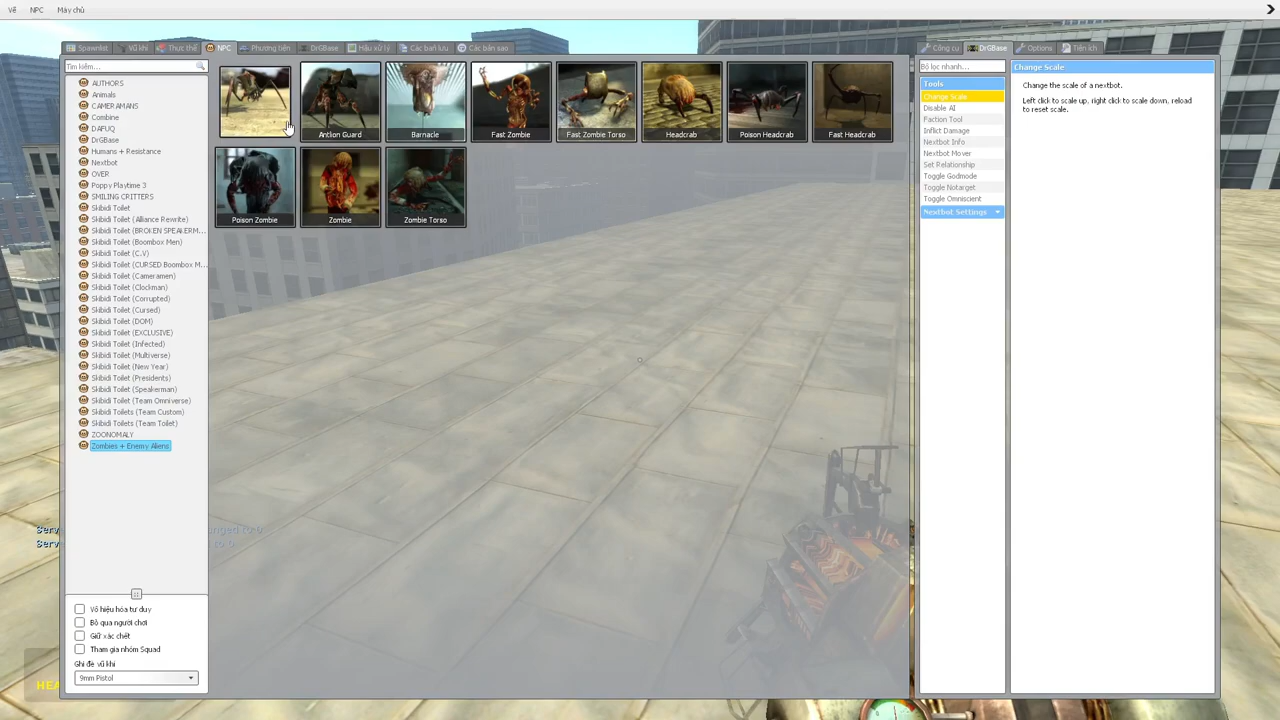 Vẽ
NPC
Máy chủ
Spawnlist
Vũ khí
Thực thể
NPC
Phương tiện
DrGBase
Hậu xử lý
Các bản lưu
Các bản sao
Tìm kiếm...
AUTHORS
Animals
CAMERAMANS
Combine
DAFUQ
DrGBase
Humans + Resistance
Nextbot
OVER
Poppy Playtime 3
SMILING CRITTERS
Skibidi Toilet
Skibidi Toilet (Alliance Rewrite)
Skibidi Toilet (BROKEN SPEAKERM...
Skibidi Toilet (Boombox Men)
Skibidi Toilet (C.V)
Skibidi Toilet (CURSED Boombox M...
Skibidi Toilet (Cameramen)
Skibidi Toilet (Clockman)
Skibidi Toilet (Corrupted)
Skibidi Toilet (Cursed)
Skibidi Toilet (DOM)
Skibidi Toilet (EXCLUSIVE)
Skibidi Toilet (Infected)
Skibidi Toilet (Multiverse)
Skibidi Toilet (New Year)
Skibidi Toilet (Presidents)
Skibidi Toilet (Speakerman)
Skibidi Toilet (Team Omniverse)
Skibidi Toilets (Team Custom)
Skibidi Toilets (Team Toilet)
ZOONOMALY
Zombies + Enemy Aliens
Antlion Guard
Barnacle
Fast Zombie
Fast Zombie Torso
Headcrab
Poison Headcrab
Fast Headcrab
Poison Zombie
Zombie
Zombie Torso
Vô hiệu hóa tư duy
Bỏ qua người chơi
Giữ xác chết
Tham gia nhóm Squad
Ghi đè vũ khí
9mm Pistol
Công cụ
DrGBase
Options
Tiện ích
Bộ lọc nhanh...
Tools
Change Scale
Disable AI
Faction Tool
Inflict Damage
Nextbot Info
Nextbot Mover
Set Relationship
Toggle Godmode
Toggle Notarget
Toggle Omniscient
Nextbot Settings
Change Scale
Change the scale of a nextbot.
Left click to scale up, right click to scale down, reload
to reset scale.